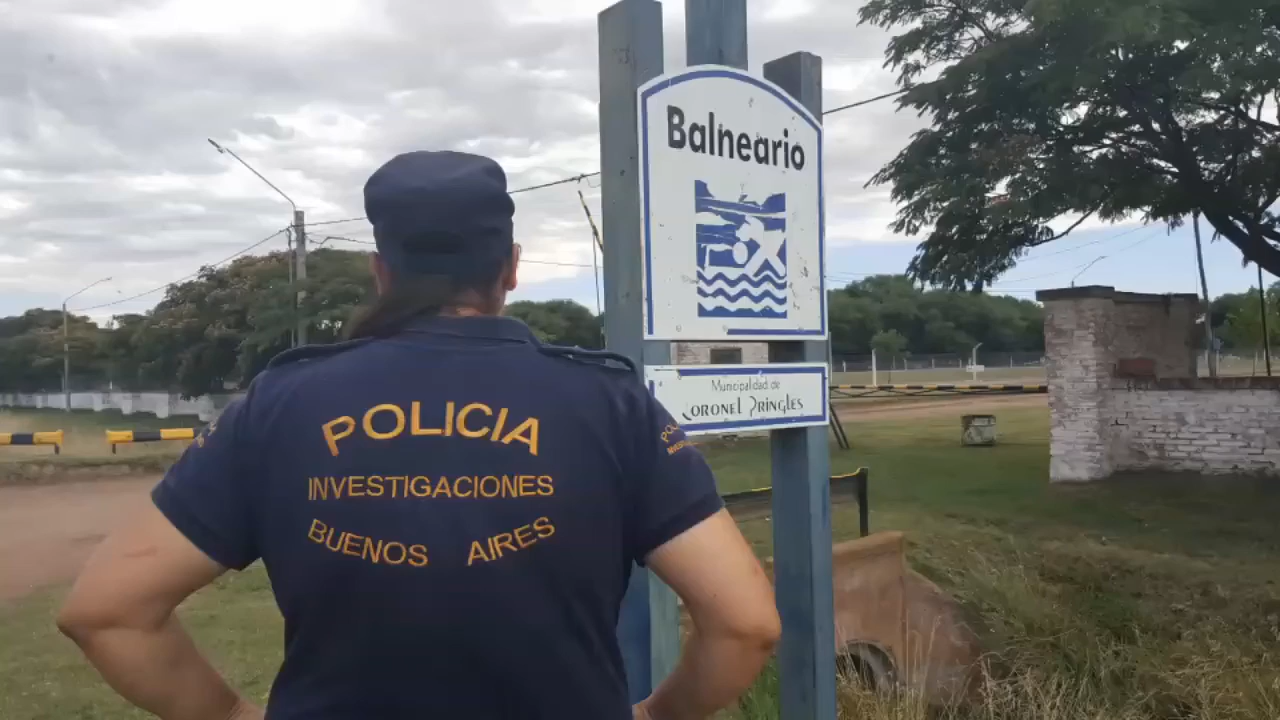 Balneario
Municipalidad de
CORONEL PRINGLES
POLICIA
INVESTIGACIONES
BUENOS AIRES